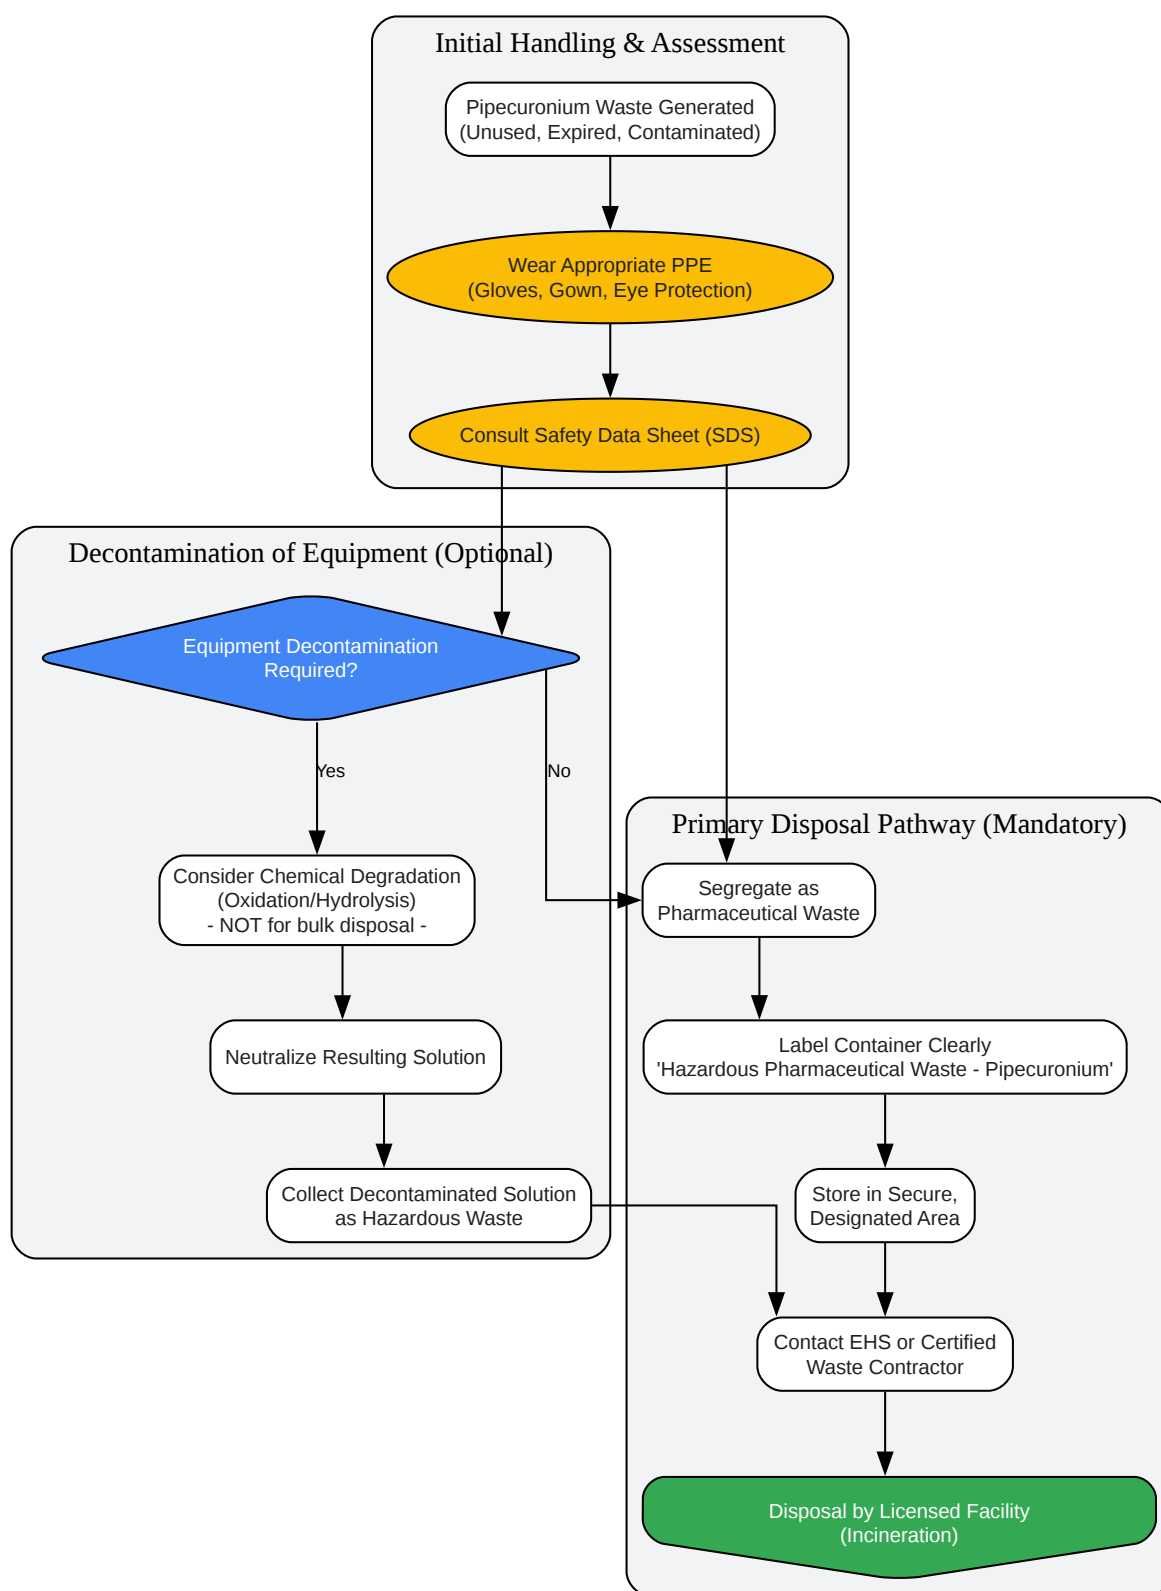 Initial Handling & Assessment
Pipecuronium Waste Generated
(Unused, Expired, Contaminated)
Wear Appropriate PPE
(Gloves, Gown, Eye Protection)
Consult Safety Data Sheet (SDS)
Decontamination of Equipment (Optional)
Equipment Decontamination
Required?
Yes
No
Consider Chemical Degradation
(Oxidation/Hydrolysis)
- NOT for bulk disposal -
Neutralize Resulting Solution
Collect Decontaminated Solution
as Hazardous Waste
Primary Disposal Pathway (Mandatory)
Segregate as
Pharmaceutical Waste
Label Container Clearly
'Hazardous Pharmaceutical Waste - Pipecuronium'
Store in Secure,
Designated Area
Contact EHS or Certified
Waste Contractor
Disposal by Licensed Facility
(Incineration)